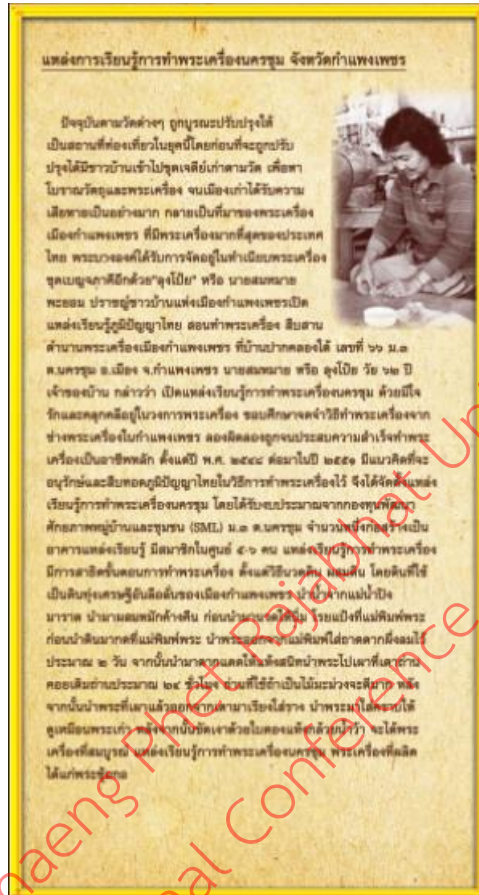 แหล่งการเรียนรู้การทำพระเครื่องนครชุม จังหวัดกำแพงเพชร
ปัจจุบันตามวัดต่างๆ ถูกบูรณะปรับปรุงให้
เป็นสถานที่ท่องเที่ยวในยุคนี้โดยก่อนที่จะถูกปรับ
ปรุงได้มีชาวบ้านเข้าไปขุดเจดีย์เก่าตามวัด เพื่อหา
โบราณวัตถุและพระเครื่อง จนเมืองเก่าได้รับความ
เสียหายเป็นอย่างมาก กลายเป็นที่มาของพระเครื่อง
เมืองกำแพงเพชร ที่มีพระเครื่องมากที่สุดของประเทศ
ไทย พระบางองค์ได้รับการจัดอยู่ในทำเนียบพระเครื่อง
ชุดเบญจภาคีอีกด้วย"ลุงโป๊ย" หรือ นายสมหมาย
พะยอม ปราชญ์ชาวบ้านแห่งเมืองกำแพงเพชรเปิด
แหล่งเรียนรู้ภูมิปัญญาไทย สอนทำพระเครื่อง สืบสาน
ตำนานพระเครื่องเมืองกำแพงเพชร ที่บ้านปากคลองใต้ เลขที่ ๖๖ ม.๓
ต.นครชุม อ.เมือง จ.กำแพงเพชร นายสมหมาย หรือ ลุงโป๊ย วัย ๖๒ ปี
เจ้าของบ้าน กล่าวว่า เปิดแหล่งเรียนรู้การทำพระเครื่องนครชุม ด้วยมีใจ
รักและคลุกคลีอยู่ในวงการพระเครื่อง ชอบศึกษาจดจำวิธีทำพระเครื่องจาก
ช่างพระเครื่องในกำแพงเพชร ลองผิดลองถูกจนประสบความสำเร็จทำพระ
เครื่องเป็นอาชีพหลัก ตั้งแต่ปี พ.ศ. ๒๕๔๔ ต่อมาในปี ๒๕๕๑ มีแนวคิดที่จะ
อนุรักษ์และสืบทอดภูมิปัญญาไทยในวิธีการทำพระเครื่องไว้ จึงได้จัดตั้งแหล่ง
เรียนรู้การทำพระเครื่องนครชุม โดยได้รับงบประมาณจากกองทุนพัฒนา
ศักยภาพหมู่บ้านและชุมชน (SML) ม.๓ ต.นครชุม จำนวนหนึ่งก่อสร้างเป็น
อาคารแหล่งเรียนรู้ มีสมาชิกในศูนย์ ๕-๖ คน แหล่งเรียนรู้การทำพระเครื่อง
มีการสาธิตขั้นตอนการทำพระเครื่อง ตั้งแต่วิธีนวดดิน ผสมดิน โดยดินที่ใช้
เป็นดินทุ่งเศรษฐีอันลือลั่นของเมืองกำแพงเพชร นำน้ำจากแม่น้ำปิง
มาราด นำมาผสมหมักค้างคืน ก่อนนำมานวดให้นิ่ม โรยแป้งที่แม่พิมพ์พระ
ก่อนนำดินมากดที่แม่พิมพ์พระ นำพระออกจากแม่พิมพ์ใส่ถาดตากผึ่งลมไว้
ประมาณ ๒ วัน จากนั้นนำมาตากแดดให้แห้งสนิทนำพระไปเผาที่เตาถ่าน
คอยเติมถ่านประมาณ ๒๔ ชั่วโมง ถ่านที่ใช้ถ้าเป็นไม้มะม่วงจะดีมาก หลัง
จากนั้นนำพระที่เผาแล้วออกจากเตามาเรียงใส่ราง นำพระมาใส่
ดูเหมือนพระเก่า หลังจากนั้นขัดเงาด้วยใบตองแห้งกล้วยน้ำว้า จะได้พระ
เครื่องที่สมบูรณ์ แหล่งเรียนรู้การทำพระเครื่องนครชุม พระเครื่องที่ผลิต
ได้แก่พระซุ้มกอ
haeng Phet Rajabhat Un
al Conference